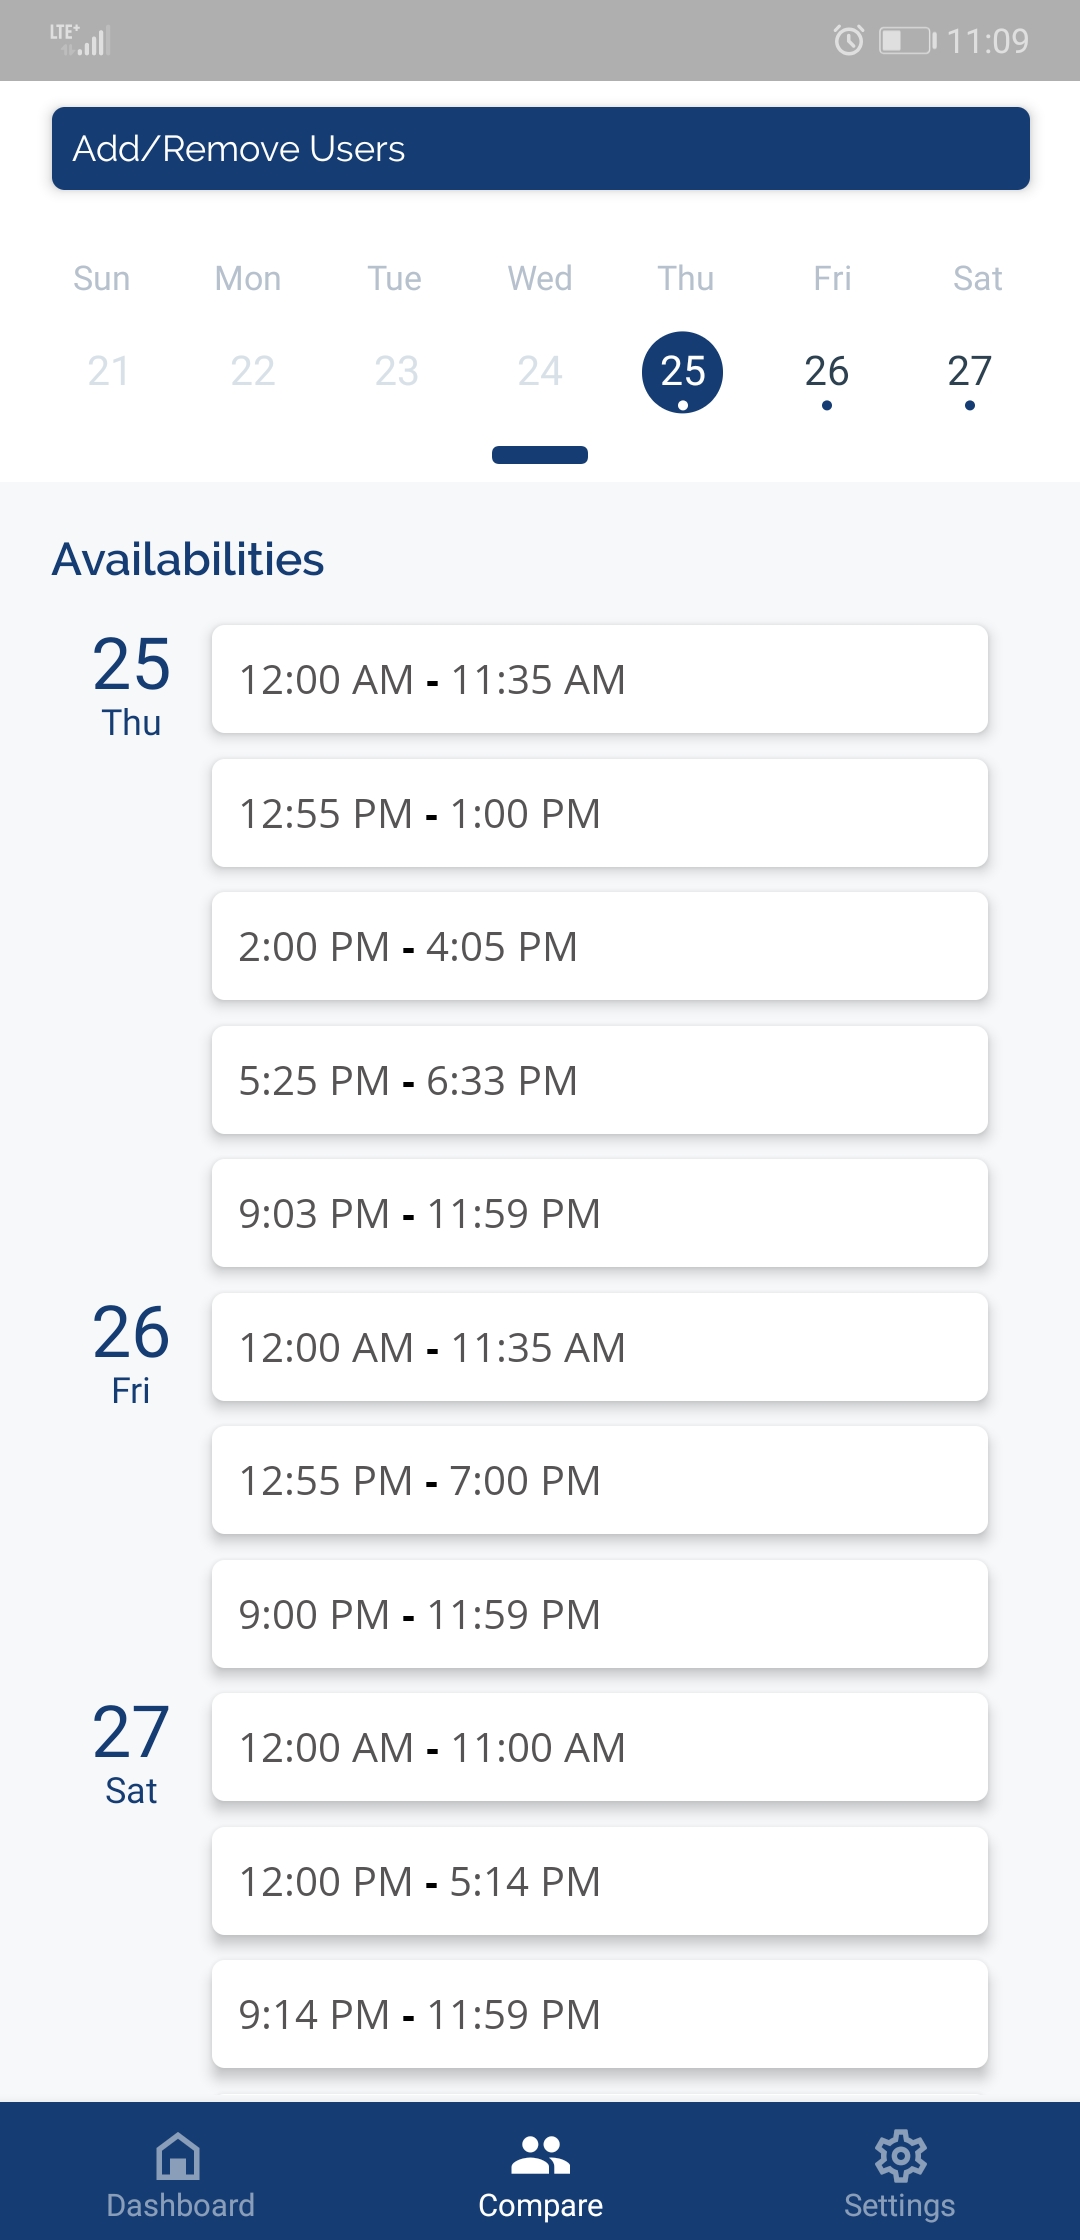 LTE+ 11:09
Add/Remove Users
Sun Mon Tue Wed Thu Fri Sat
21 22 23 24 25 26 27
Availabilities
25 12:00 AM - 11:35 AM
Thu
12:55 PM - 1:00 PM
2:00 PM - 4:05 PM
5:25 PM - 6:33 PM
9:03 PM - 11:59 PM
26 12:00 AM - 11:35 AM
Fri
12:55 PM - 7:00 PM
9:00 PM - 11:59 PM
27 12:00 AM - 11:00 AM
Sat
12:00 PM - 5:14 PM
9:14 PM - 11:59 PM
Dashboard Compare Settings